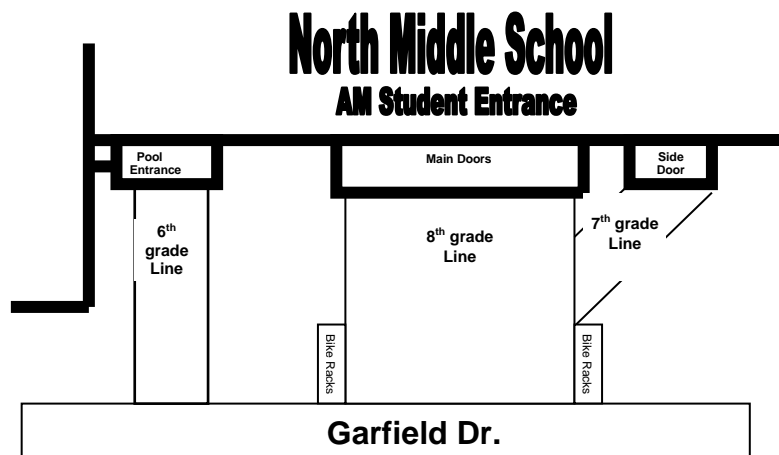 North Middle School
AM Student Entrance
Pool
Entrance
Main Doors
Side
Door
6th
grade
Line
8th grade
Line
7th grade
Line
Bike Racks
Bike Racks
Garfield Dr.